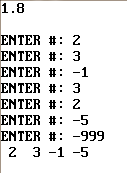 1.8
ENTER #: 2
ENTER #: 3
ENTER #: -1
ENTER #: 3
ENTER #: 2
ENTER #: -5
ENTER #: -999
2 3 -1 -5